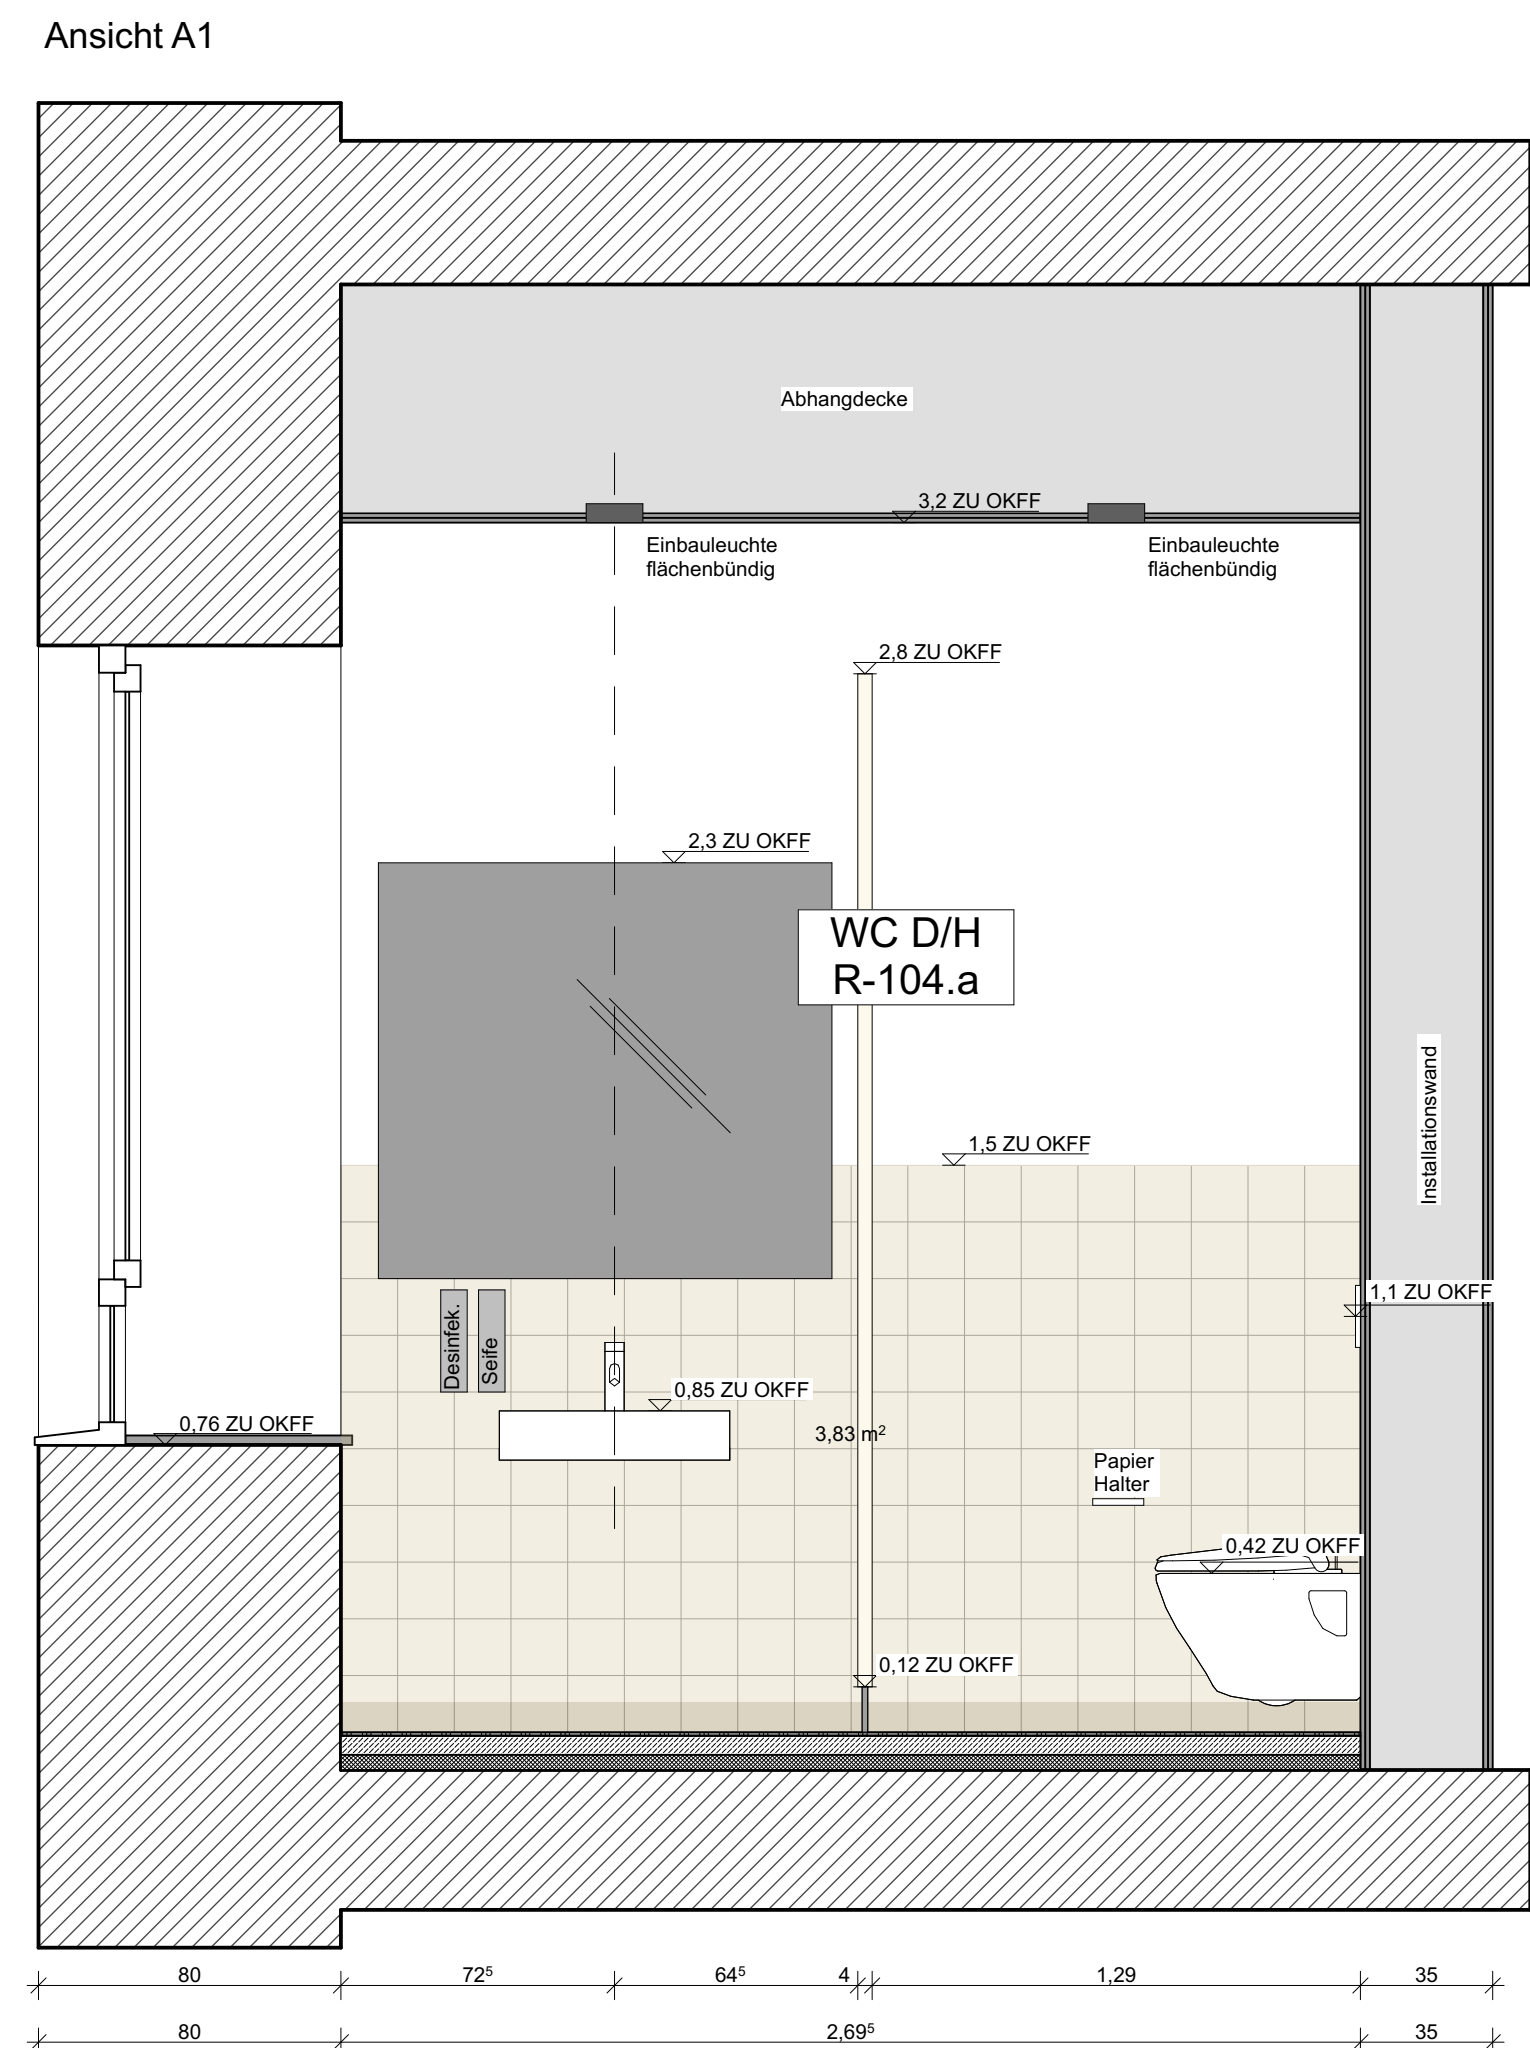 Ansicht A1
Abhangdecke
3,2 ZU OKFF
Einbauleuchte
flächenbündig
Einbauleuchte
flächenbündig
2,8 ZU OKFF
2,3 ZU OKFF
WC D/H
R-104.a
1,5 ZU OKFF
Installationswand
1,1 ZU OKFF
Desinfek.
Seife
0,85 ZU OKFF
0,76 ZU OKFF
3,83 m²
Papier
Halter
0,42 ZU OKFF
0,12 ZU OKFF
80 72⁵ 64⁵ 4 1,29 35
80 2,69⁵ 35